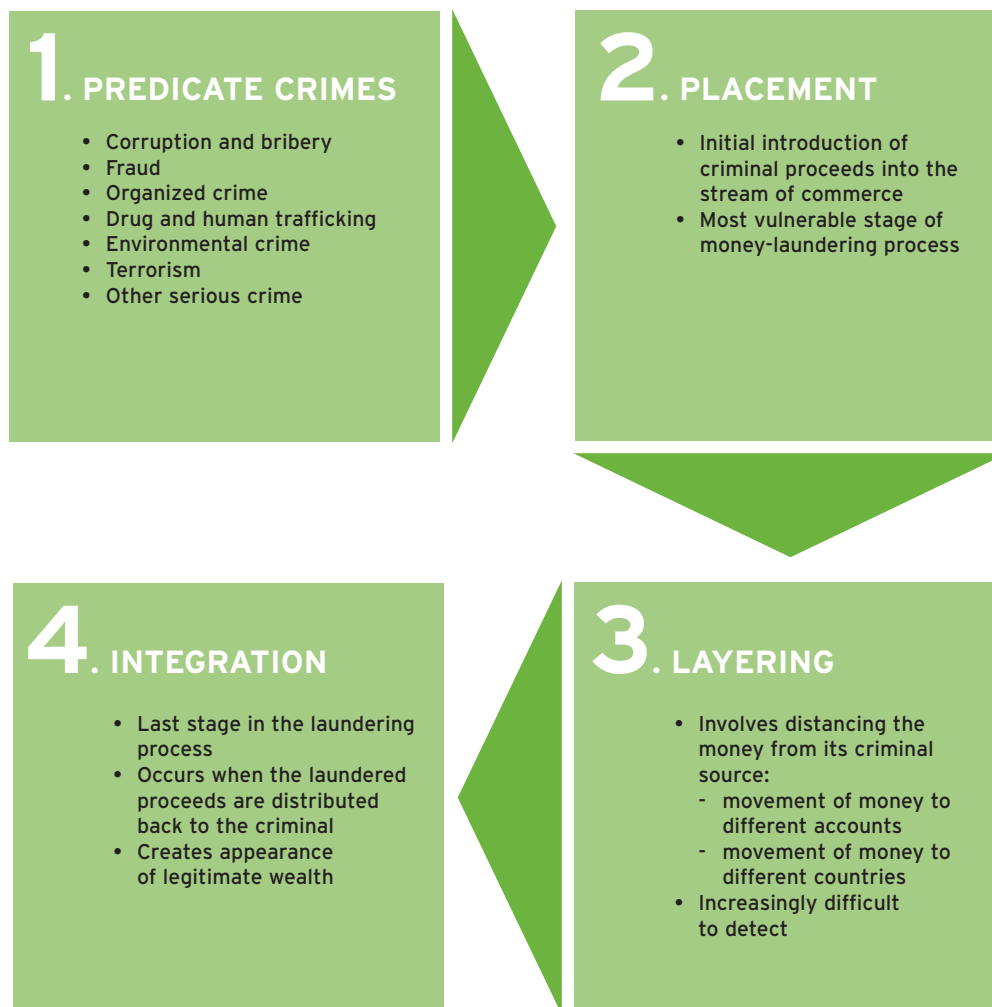 1. PREDICATE CRIMES
• Corruption and bribery
• Fraud
• Organized crime
• Drug and human trafficking
• Environmental crime
• Terrorism
• Other serious crime
2. PLACEMENT
• Initial introduction of
criminal proceeds into the
stream of commerce
• Most vulnerable stage of
money-laundering process
3. LAYERING
• Involves distancing the
money from its criminal
source:
- movement of money to
different accounts
- movement of money to
different countries
• Increasingly difficult
to detect
4. INTEGRATION
• Last stage in the laundering
process
• Occurs when the laundered
proceeds are distributed
back to the criminal
• Creates appearance
of legitimate wealth